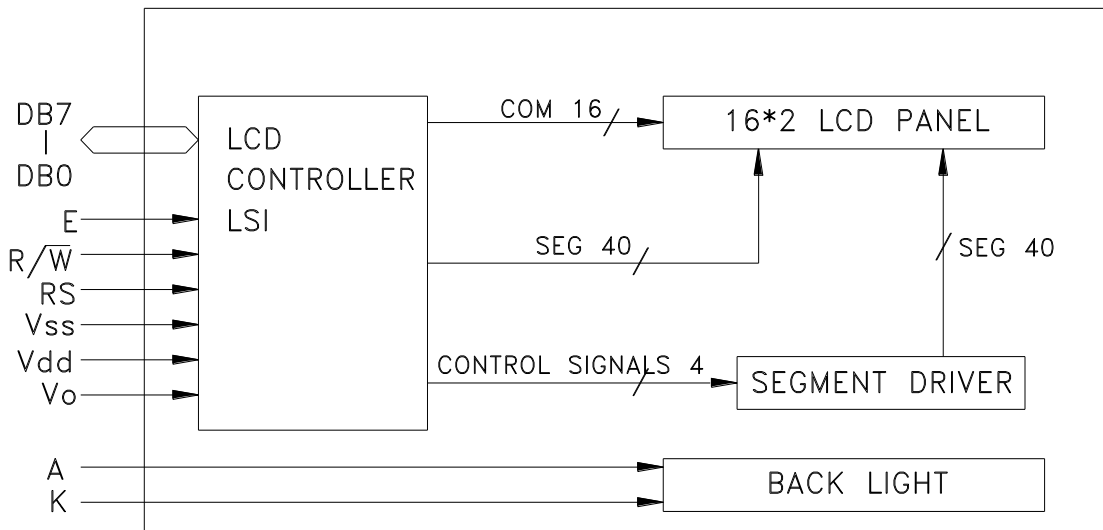 DB7
DB0
E
R/W̅
RS
Vss
Vdd
Vo
A
K
LCD
CONTROLLER
LSI
COM 16
16*2 LCD PANEL
SEG 40
SEG 40
CONTROL SIGNALS 4
SEGMENT DRIVER
BACK LIGHT